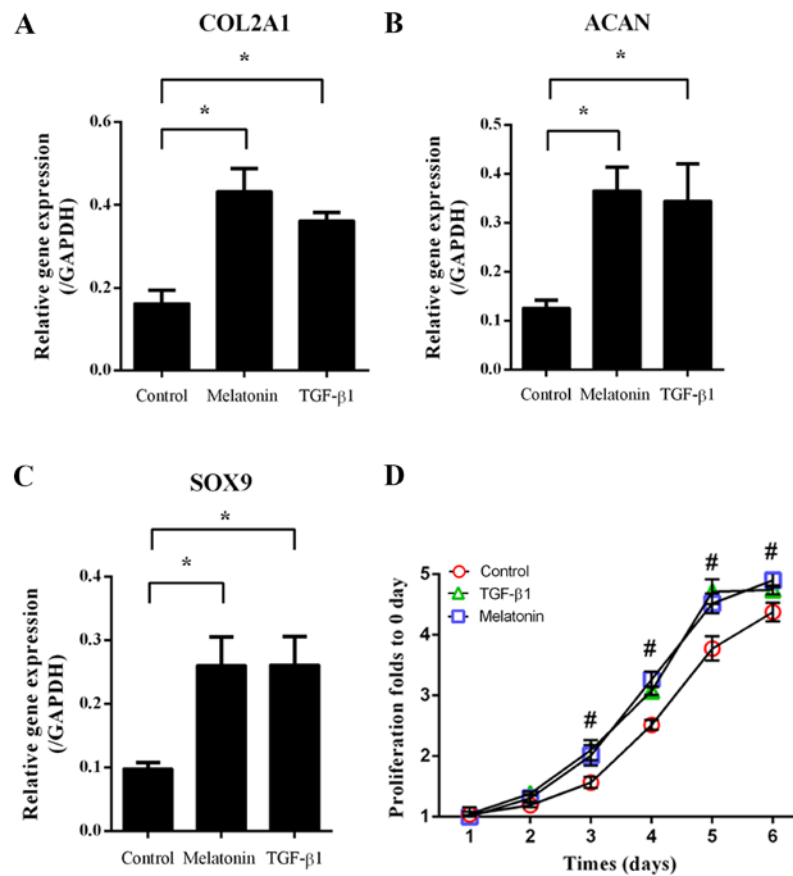 A
COL2A1
*
*
Relative gene expression
(/GAPDH)
0.6
0.4
0.2
0.0
Control Melatonin TGF-β1
B
ACAN
*
*
Relative gene expression
(/GAPDH)
0.5
0.4
0.3
0.2
0.1
0.0
Control Melatonin TGF-β1
C
SOX9
*
*
Relative gene expression
(/GAPDH)
0.4
0.3
0.2
0.1
0.0
Control Melatonin TGF-β1
D
Control
TGF-β1
Melatonin
# # # #
Proliferation folds to 0 day
5
4
3
2
1
1 2 3 4 5 6
Times (days)